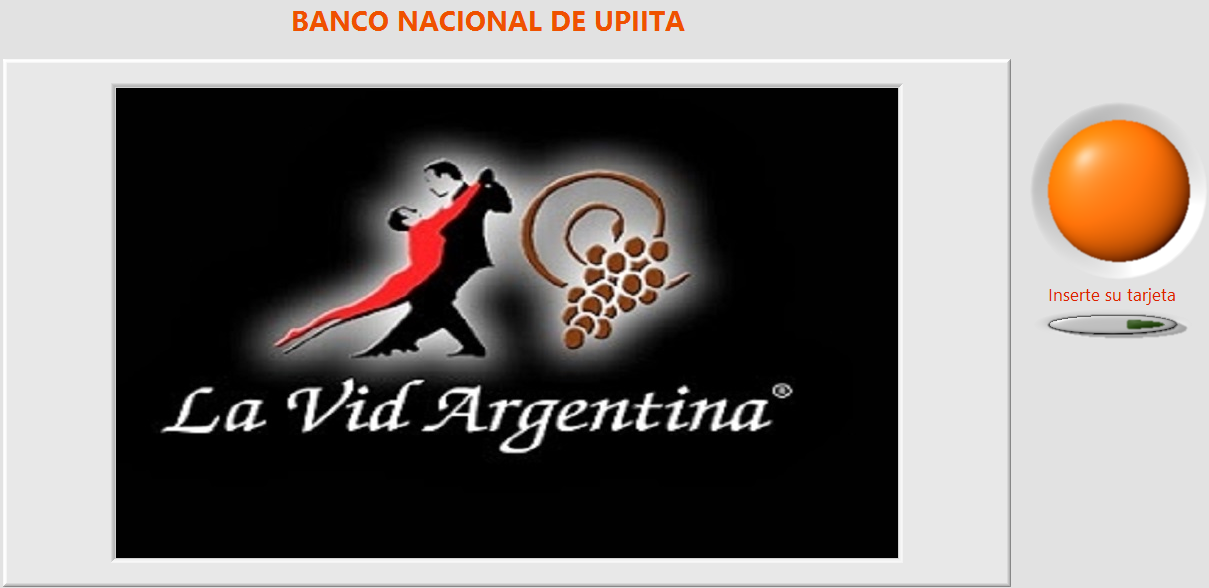 BANCO NACIONAL DE UPIITA
La Vid Argentina®
Inserte su tarjeta